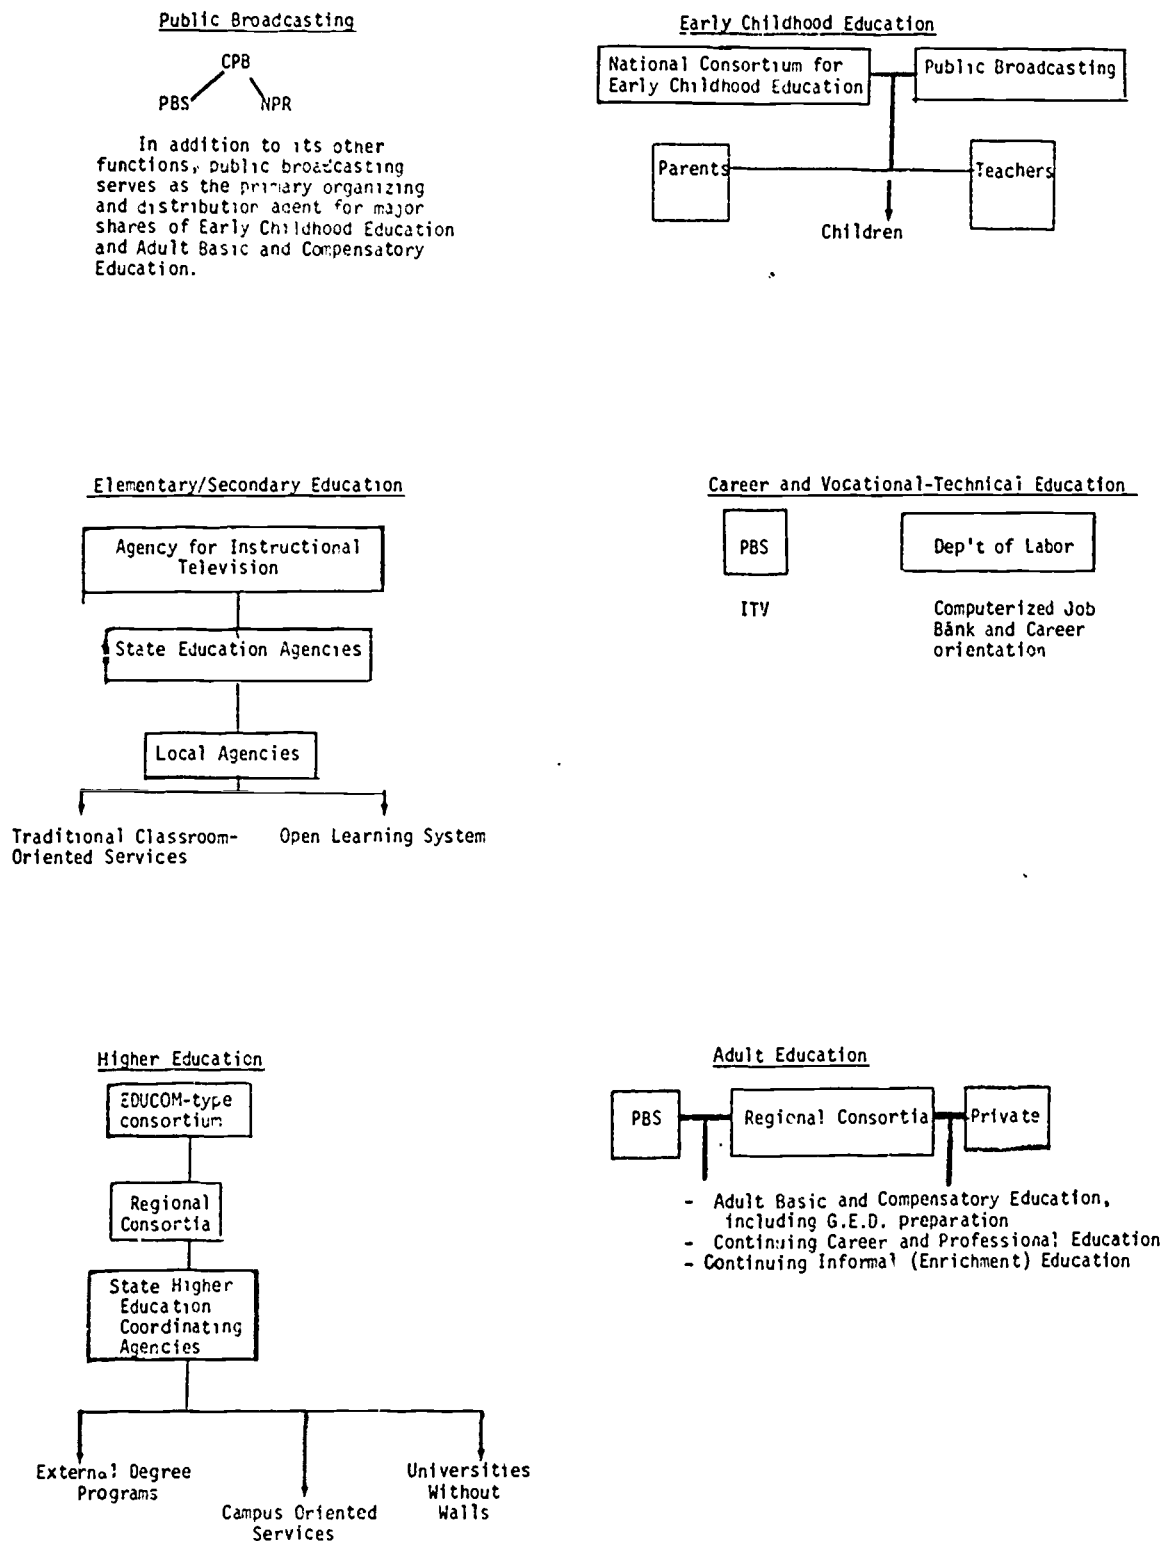 Public Broadcasting
CPB
PBS
NPR
In addition to its other
functions, public broadcasting
serves as the primary organizing
and distribution agent for major
shares of Early Childhood Education
and Adult Basic and Compensatory
Education.
Early Childhood Education
National Consortium for
Early Childhood Education
Public Broadcasting
Parents
Teachers
Children
Elementary/Secondary Education
Agency for Instructional
Television
State Education Agencies
Local Agencies
Traditional Classroom-
Oriented Services
Open Learning System
Career and Vocational-Technical Education
PBS
Dep't of Labor
ITV
Computerized Job
Bank and Career
orientation
Higher Education
EDUCOM-type
consortium
Regional
Consortia
State Higher
Education
Coordinating
Agencies
External Degree
Programs
Campus Oriented
Services
Universities
Without
Walls
Adult Education
PBS
Regional Consortia
Private
- Adult Basic and Compensatory Education,
including G.E.D. preparation
- Continuing Career and Professional Education
- Continuing Informal (Enrichment) Education